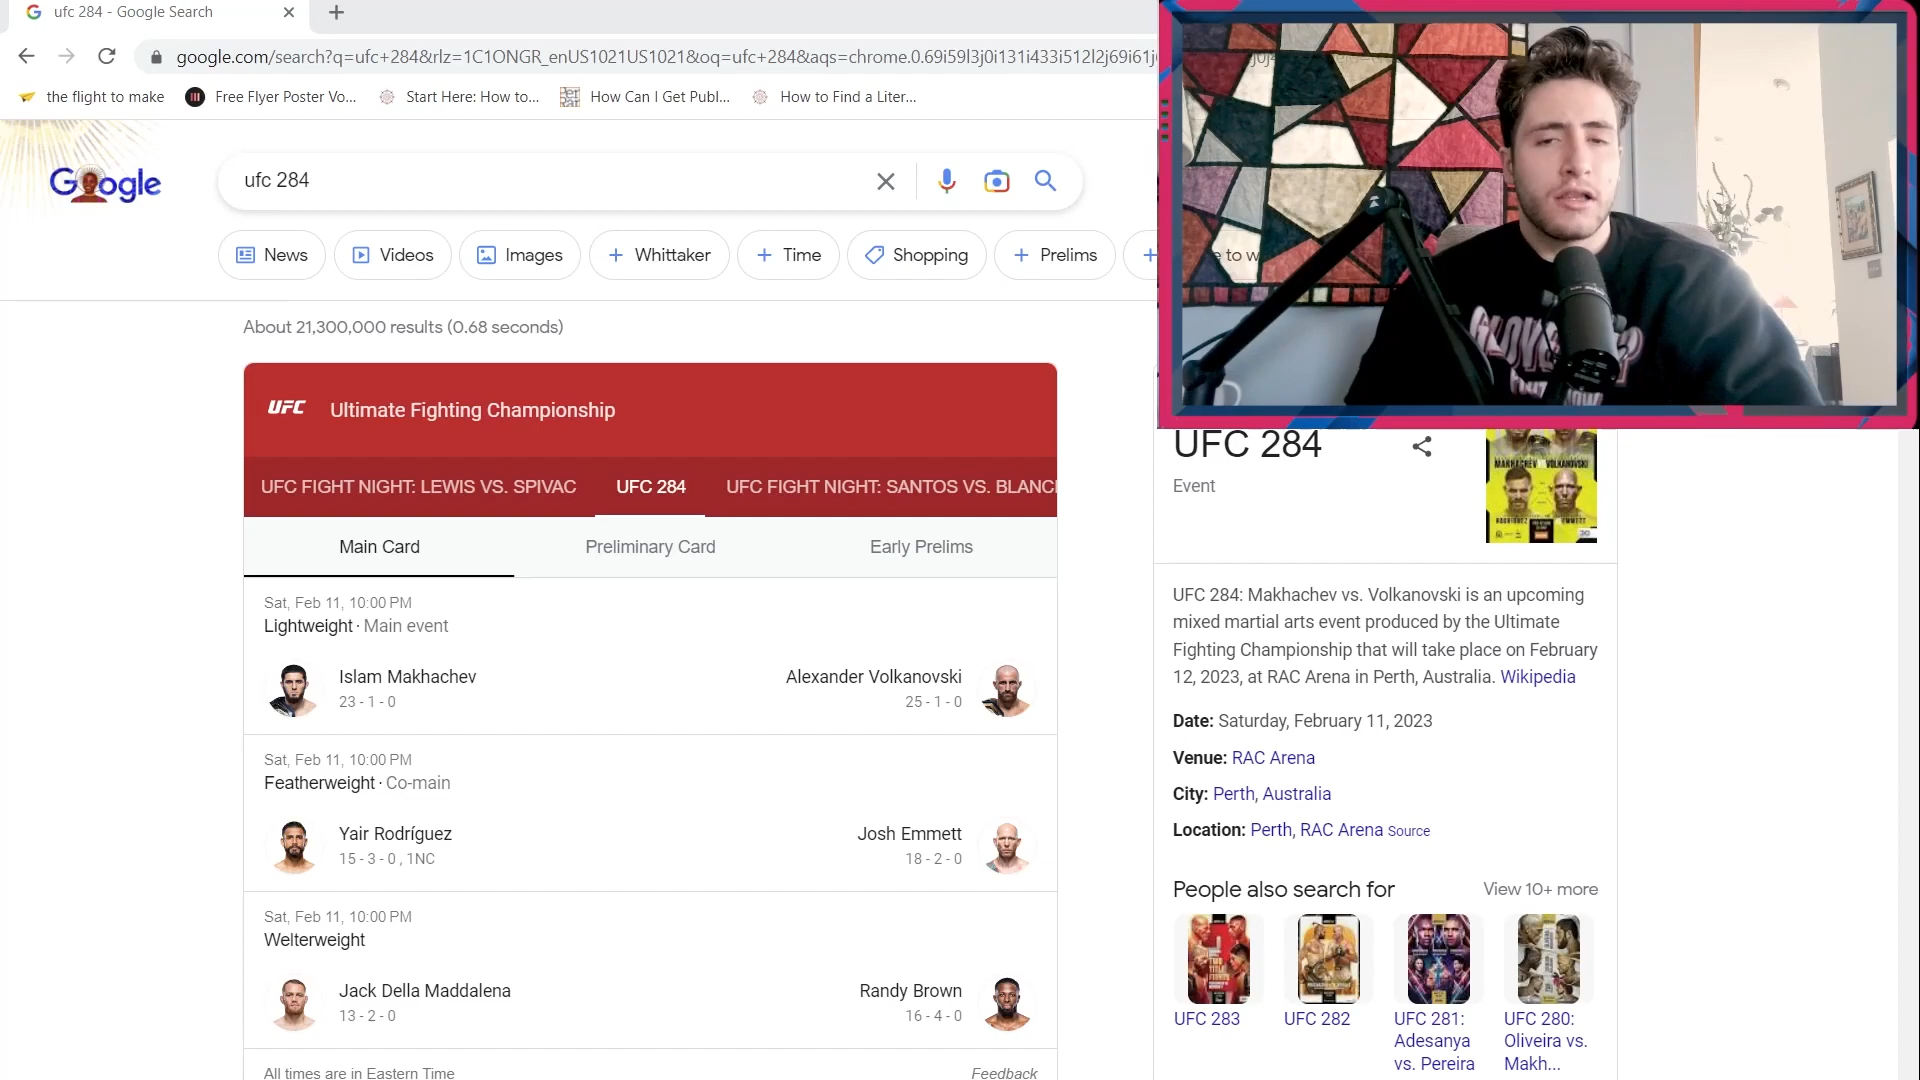 ufc 284 - Google Search
google.com/search?q=ufc+284&rlz=1C1ONGR_enUS1021US1021&oq=ufc+284&aqs=chrome.0.69i59l3j0i131i433i512l2j69i61j
the flight to make
Free Flyer Poster Vo...
Start Here: How to...
How Can I Get Publ...
How to Find a Liter...
Google
ufc 284
News
Videos
Images
Whittaker
Time
Shopping
Prelims
e to w
About 21,300,000 results (0.68 seconds)
UFC Ultimate Fighting Championship
UFC FIGHT NIGHT: LEWIS VS. SPIVAC
UFC 284
UFC FIGHT NIGHT: SANTOS VS. BLANC
Main Card
Preliminary Card
Early Prelims
Sat, Feb 11, 10:00 PM
Lightweight · Main event
Islam Makhachev
23 - 1 - 0
Alexander Volkanovski
25 - 1 - 0
Sat, Feb 11, 10:00 PM
Featherweight · Co-main
Yair Rodríguez
15 - 3 - 0 , 1NC
Josh Emmett
18 - 2 - 0
Sat, Feb 11, 10:00 PM
Welterweight
Jack Della Maddalena
13 - 2 - 0
Randy Brown
16 - 4 - 0
All times are in Eastern Time
Feedback
UFC 284
Event
MAKHACHEV VOLKANOVSKI
RODRIGUEZ EMMETT
UFC 284: Makhachev vs. Volkanovski is an upcoming
mixed martial arts event produced by the Ultimate
Fighting Championship that will take place on February
12, 2023, at RAC Arena in Perth, Australia. Wikipedia
Date: Saturday, February 11, 2023
Venue: RAC Arena
City: Perth, Australia
Location: Perth, RAC Arena Source
People also search for
View 10+ more
UFC 283
UFC 282
UFC 281:
Adesanya
vs. Pereira
UFC 280:
Oliveira vs.
Makh...